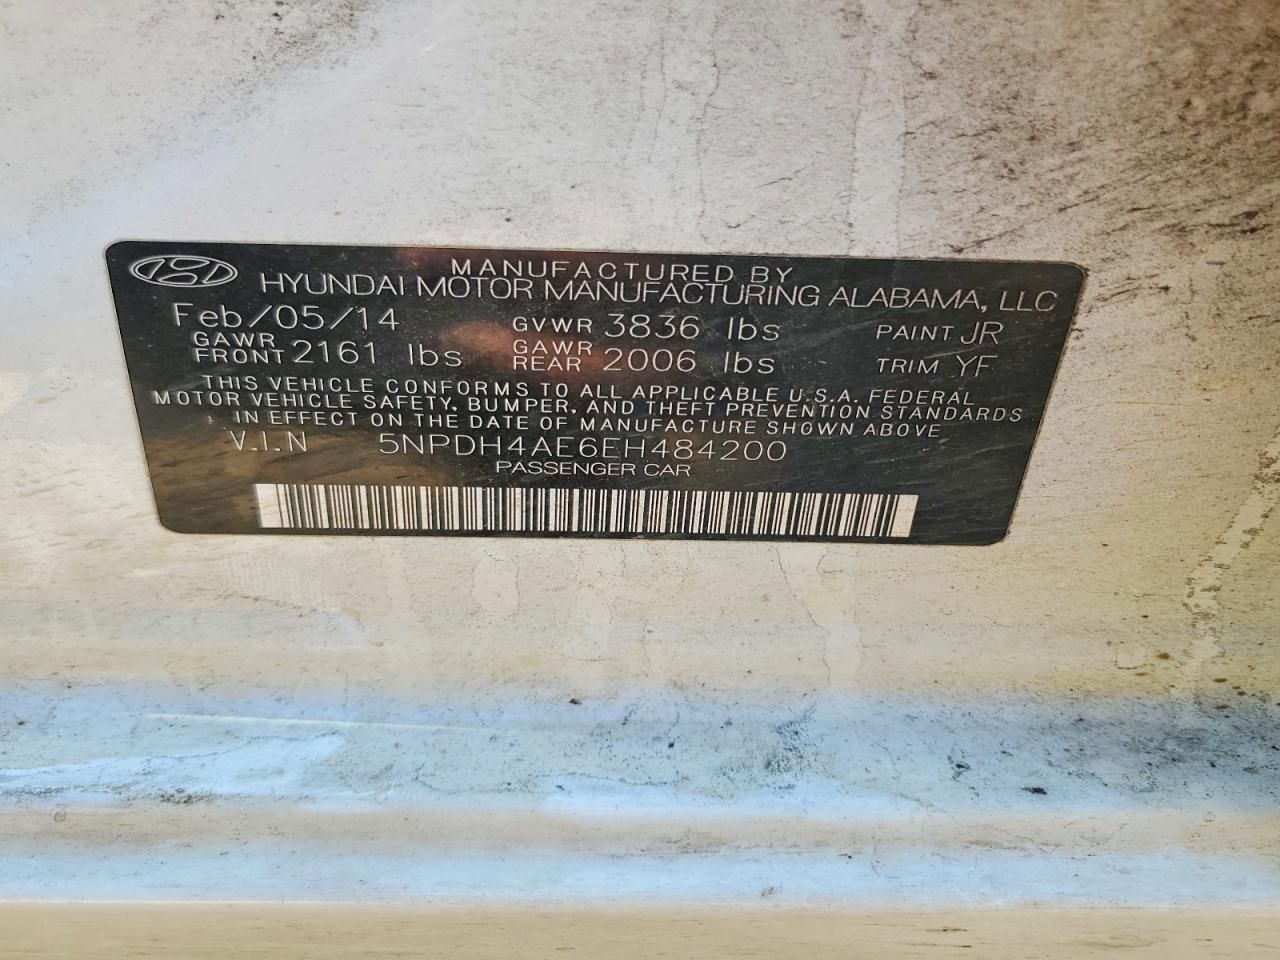 MANUFACTURED BY
HYUNDAI MOTOR MANUFACTURING ALABAMA, LLC
Feb/05/14 GVWR 3836 lbs PAINT JR
GAWR FRONT 2161 lbs GAWR REAR 2006 lbs TRIM YF
THIS VEHICLE CONFORMS TO ALL APPLICABLE U.S.A. FEDERAL
MOTOR VEHICLE SAFETY, BUMPER, AND THEFT PREVENTION STANDARDS
IN EFFECT ON THE DATE OF MANUFACTURE SHOWN ABOVE
V.I.N 5NPDH4AE6EH484200
PASSENGER CAR